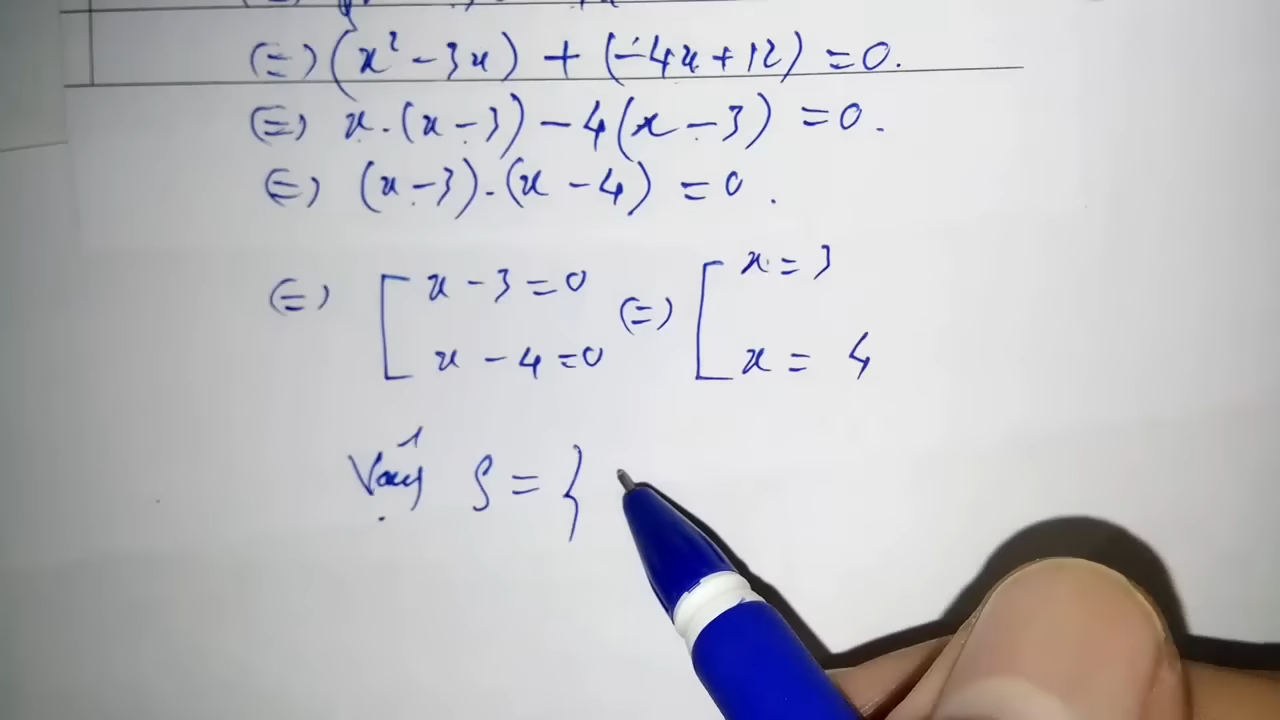 (=) (x² - 3x) + (-4x + 12) = 0.
(=) x.(x - 3) - 4(x - 3) = 0.
(=) (x - 3).(x - 4) = 0.
(=) [ x - 3 = 0 (=) [ x = 3
x - 4 = 0 x = 4
Vậy S = {